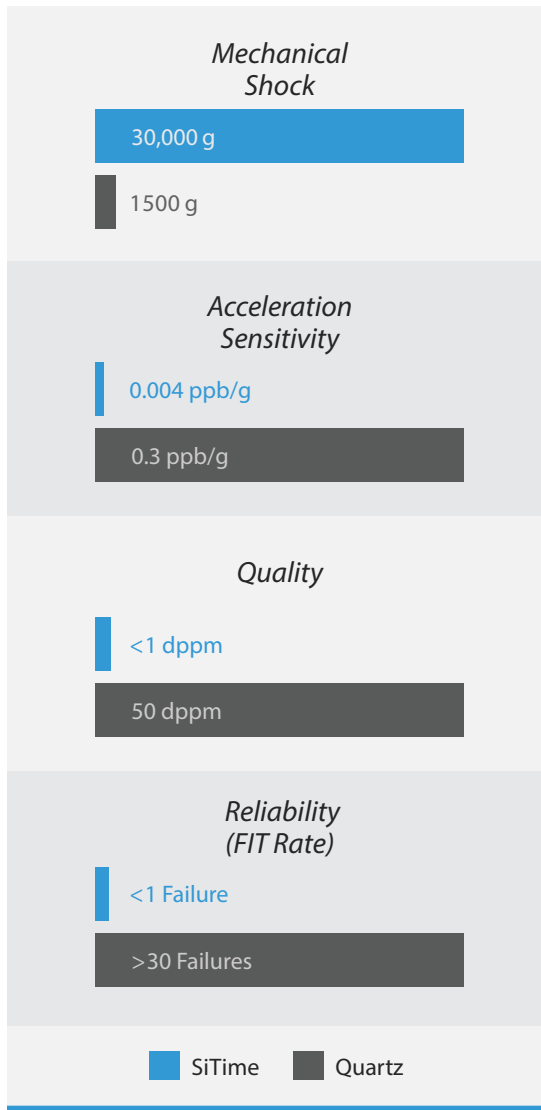 Mechanical
Shock
30,000 g
1500 g
Acceleration
Sensitivity
0.004 ppb/g
0.3 ppb/g
Quality
<1 dppm
50 dppm
Reliability
(FIT Rate)
<1 Failure
>30 Failures
SiTime
Quartz